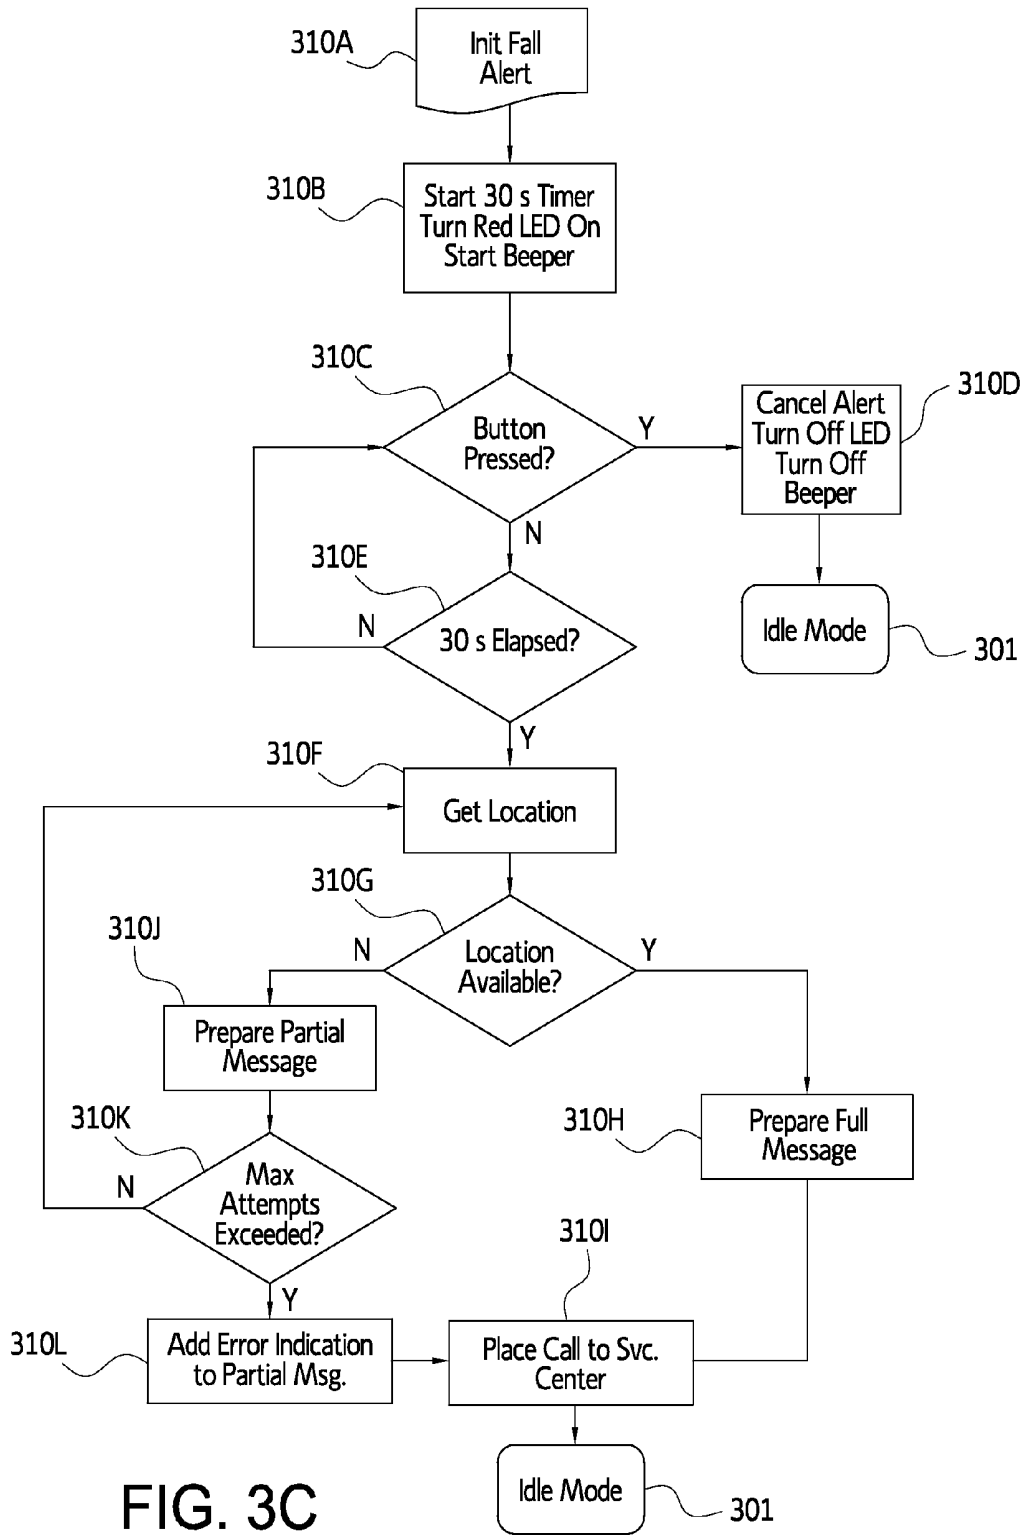 310A
Init Fall
Alert
310B
Start 30 s Timer
Turn Red LED On
Start Beeper
310C
Button
Pressed?
Y
N
310D
Cancel Alert
Turn Off LED
Turn Off
Beeper
Idle Mode
301
310E
30 s Elapsed?
N
Y
310F
Get Location
310G
Location
Available?
N
Y
310J
Prepare Partial
Message
310H
Prepare Full
Message
310K
Max
Attempts
Exceeded?
N
Y
310L
Add Error Indication
to Partial Msg.
310I
Place Call to Svc.
Center
Idle Mode
301
FIG. 3C